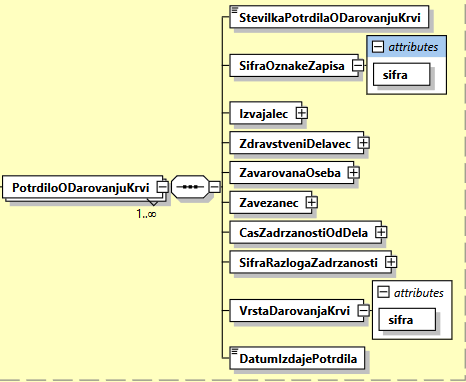 StevilkaPotrdilaODarovanjuKrvi
attributes
SifraOznakeZapisa
sifra
Izvajalec
ZdravstveniDelavec
ZavarovanaOseba
PotrdiloODarovanjuKrvi
1..∞
Zavezanec
CasZadrzanostiOdDela
SifraRazlogaZadrzanosti
attributes
VrstaDarovanjaKrvi
sifra
DatumIzdajePotrdila